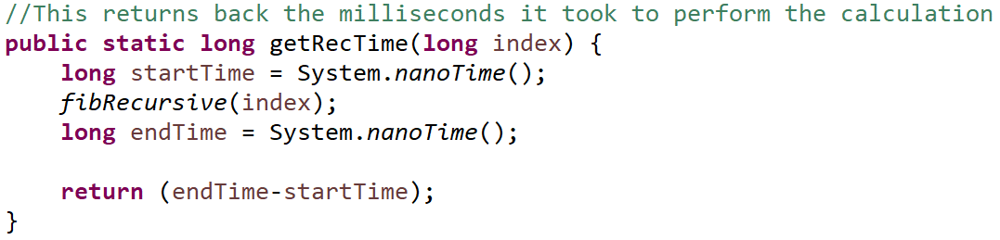 //This returns back the milliseconds it took to perform the calculation
public static long getRecTime(long index) {
    long startTime = System.nanoTime();
    fibRecursive(index);
    long endTime = System.nanoTime();

    return (endTime-startTime);
}